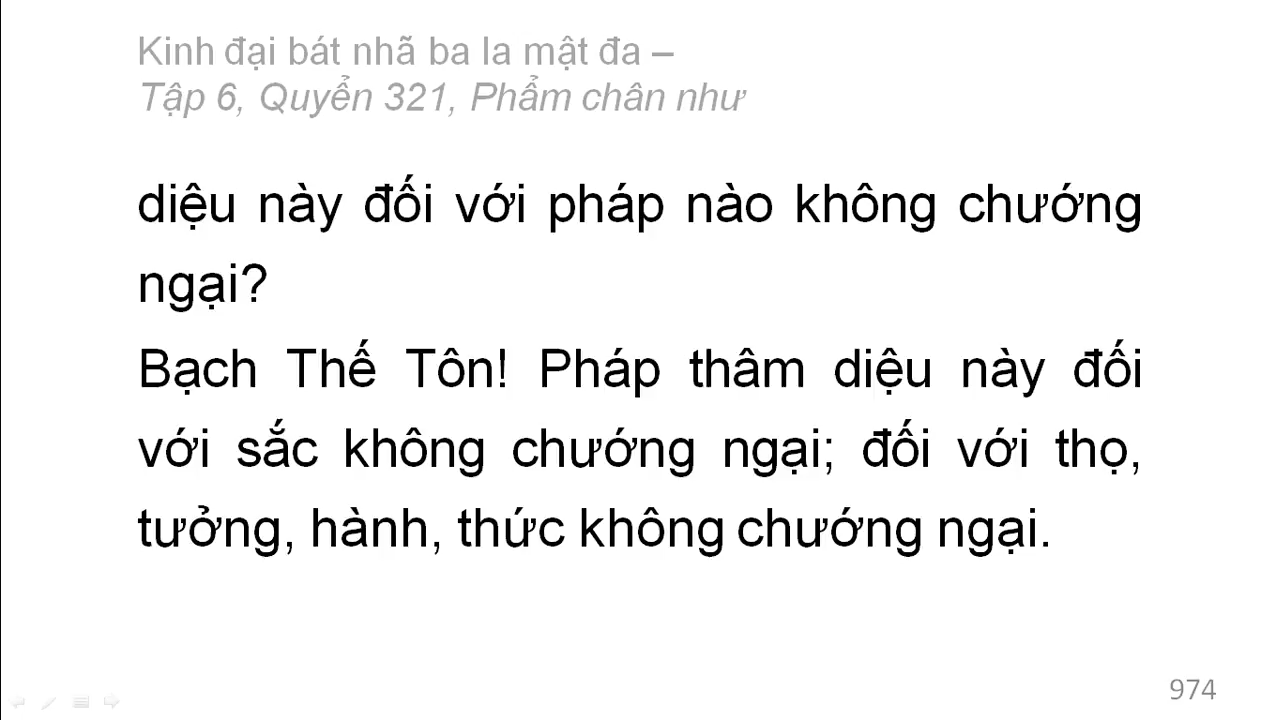 Kinh đại bát nhã ba la mật đa –
Tập 6, Quyển 321, Phẩm chân như
diệu này đối với pháp nào không chướng
ngại?
Bạch Thế Tôn! Pháp thâm diệu này đối
với sắc không chướng ngại; đối với thọ,
tưởng, hành, thức không chướng ngại.
974